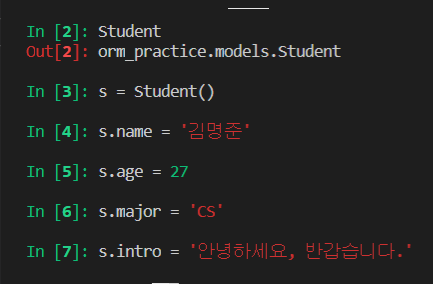 In [2]: Student
Out[2]: orm_practice.models.Student
In [3]: s = Student()
In [4]: s.name = '김명준'
In [5]: s.age = 27
In [6]: s.major = 'CS'
In [7]: s.intro = '안녕하세요, 반갑습니다.'